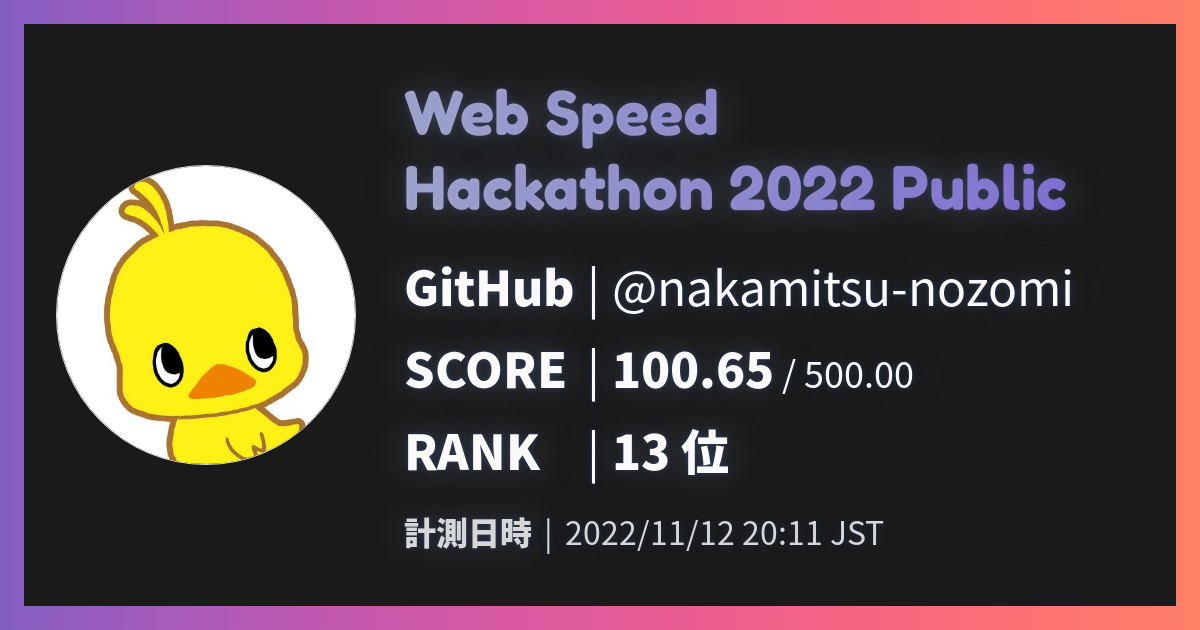 Web Speed
Hackathon 2022 Public
GitHub | @nakamitsu-nozomi
SCORE | 100.65 / 500.00
RANK | 13 位
計測日時 | 2022/11/12 20:11 JST